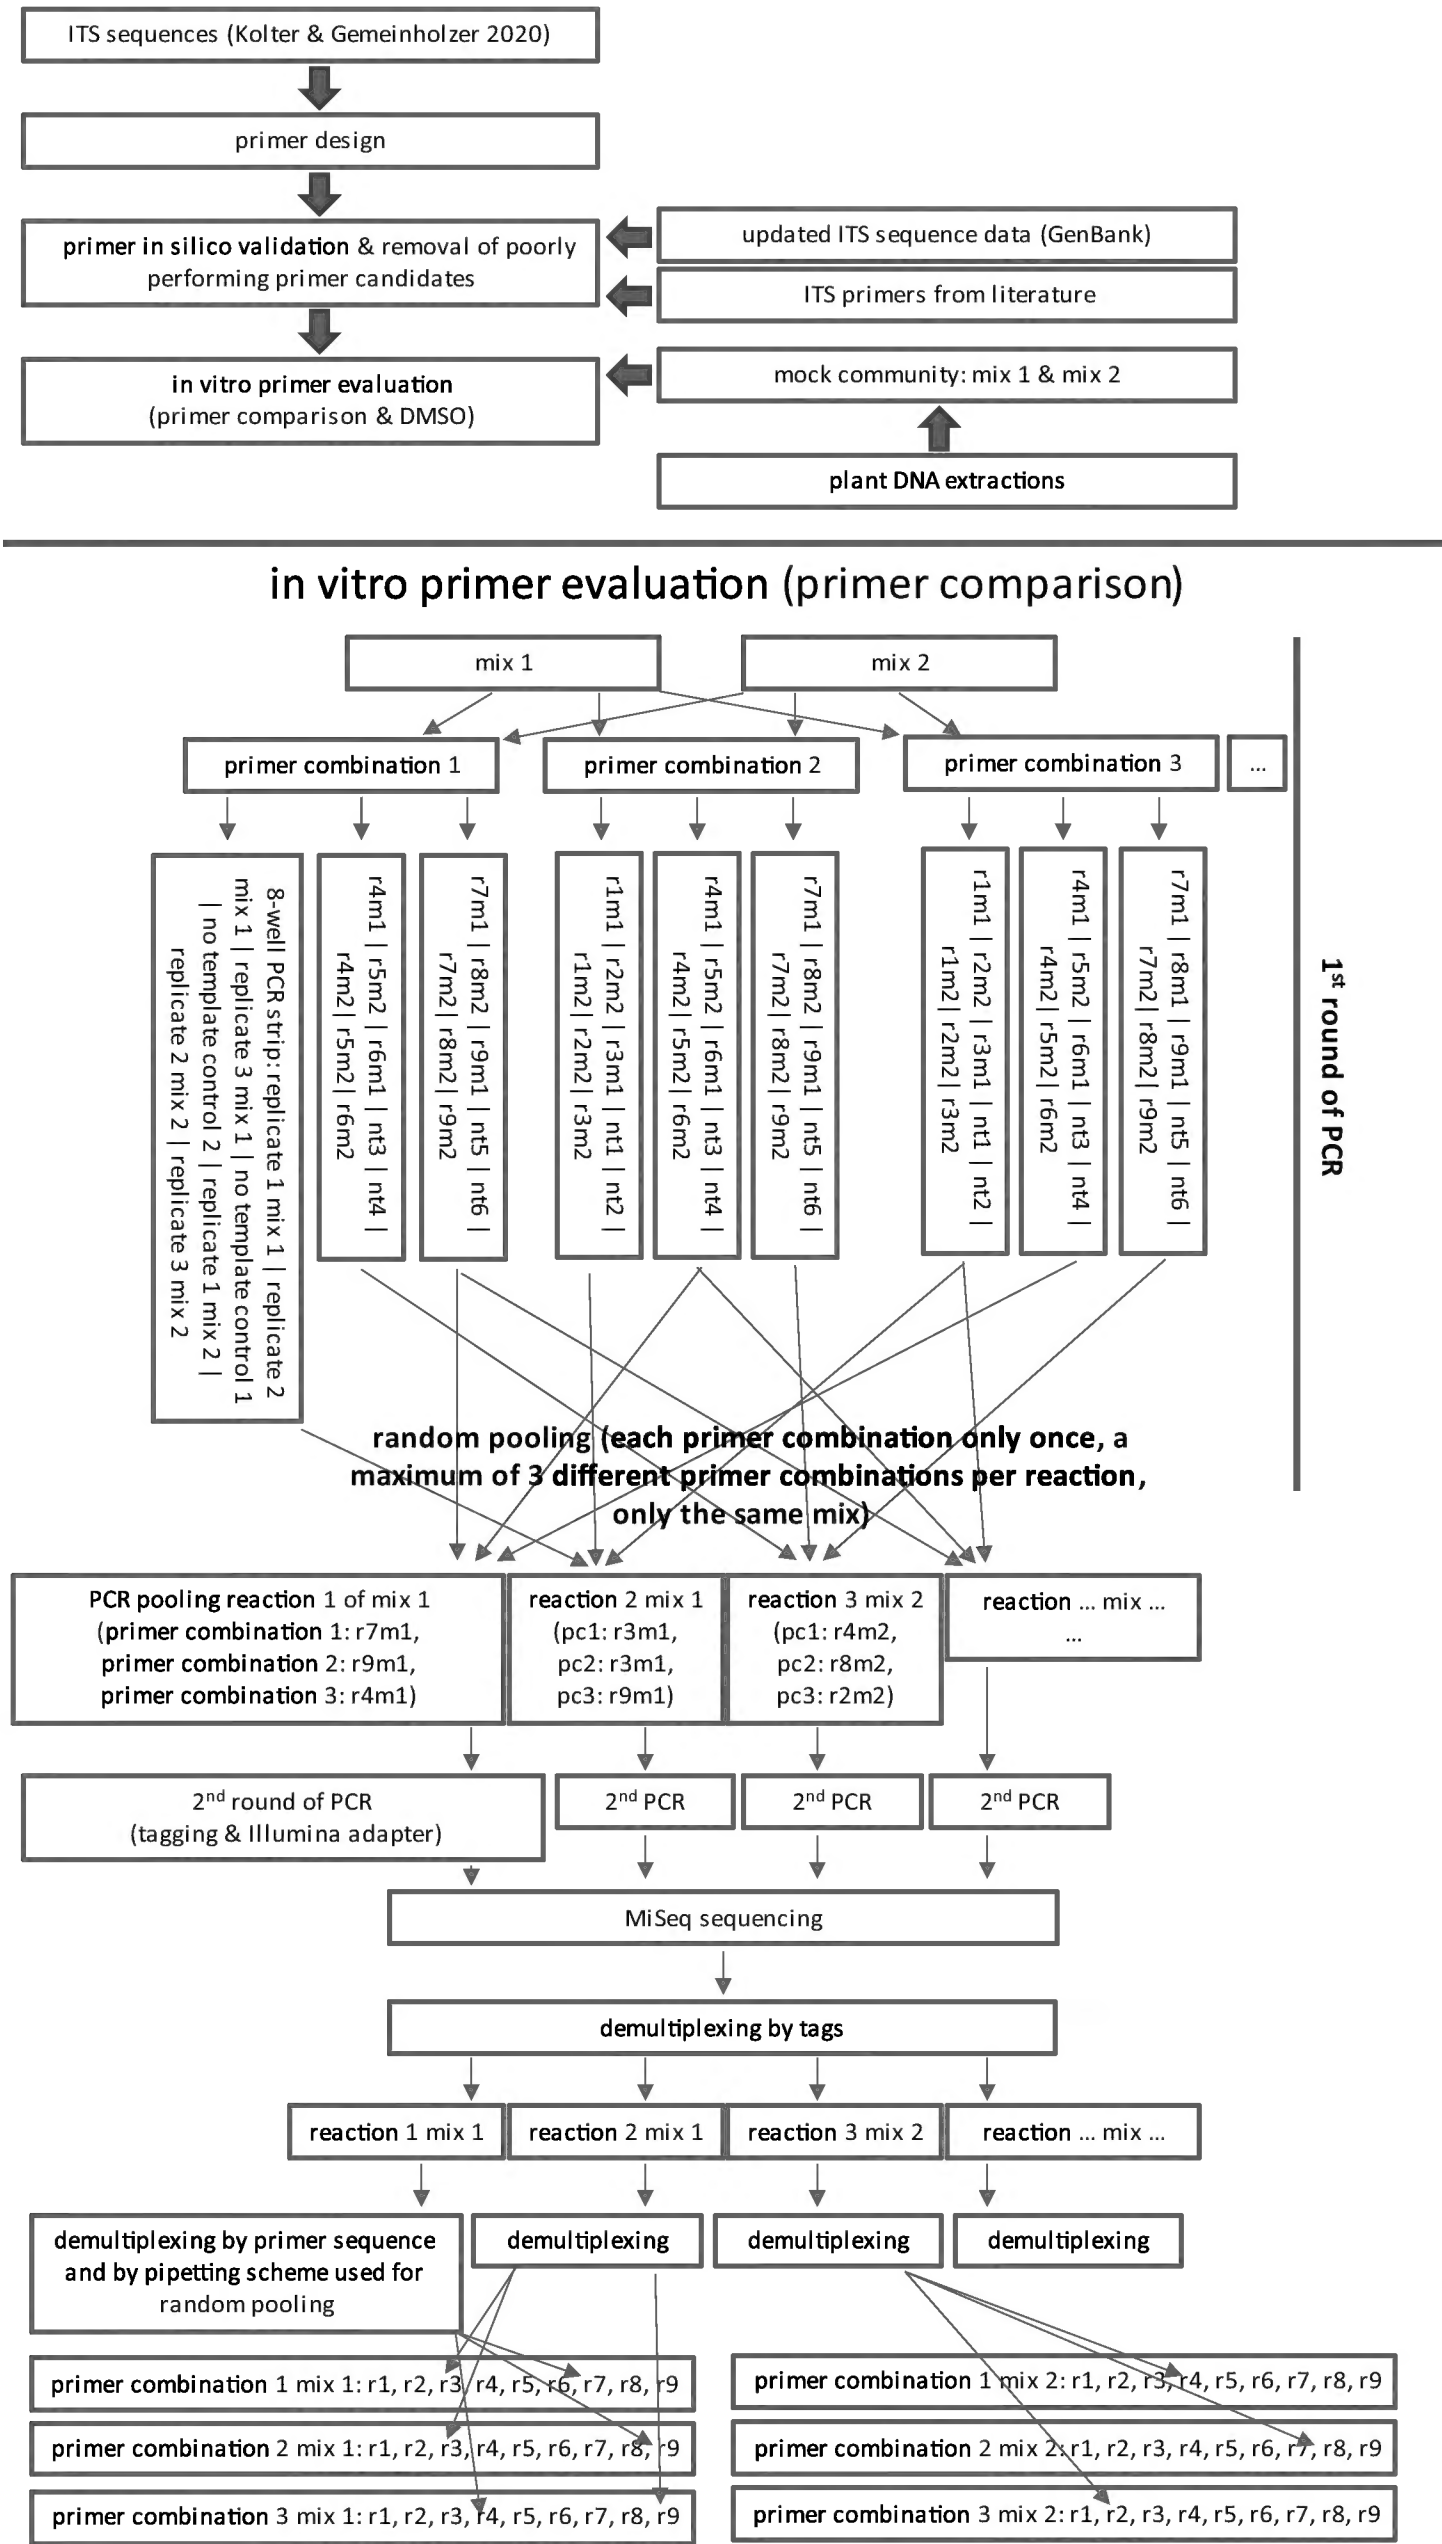 ITS sequences (Kolter & Gemeinholzer 2020)
primer design
primer in silico validation & removal of poorly
performing primer candidates
updated ITS sequence data (GenBank)
ITS primers from literature
in vitro primer evaluation
(primer comparison & DMSO)
mock community: mix 1 & mix 2
plant DNA extractions
in vitro primer evaluation (primer comparison)
mix 1
mix 2
primer combination 1
primer combination 2
primer combination 3
...
8-well PCR strip: replicate 1 mix 1 | replicate 2
mix 1 | replicate 3 mix 1 | no template control 1
| no template control 2 | replicate 1 mix 2 |
replicate 2 mix 2 | replicate 3 mix 2
r4m1 | r5m2 | r6m1 | nt3 | nt4 |
r4m2 | r5m2 | r6m2
r7m1 | r8m2 | r9m1 | nt5 | nt6 |
r7m2 | r8m2 | r9m2
r1m1 | r2m2 | r3m1 | nt1 | nt2 |
r1m2 | r2m2 | r3m2
r4m1 | r5m2 | r6m1 | nt3 | nt4 |
r4m2 | r5m2 | r6m2
r7m1 | r8m2 | r9m1 | nt5 | nt6 |
r7m2 | r8m2 | r9m2
r1m1 | r2m2 | r3m1 | nt1 | nt2 |
r1m2 | r2m2 | r3m2
r4m1 | r5m2 | r6m1 | nt3 | nt4 |
r4m2 | r5m2 | r6m2
r7m1 | r8m1 | r9m1 | nt5 | nt6 |
r7m2 | r8m2 | r9m2
1st round of PCR
random pooling (each primer combination only once, a
maximum of 3 different primer combinations per reaction,
only the same mix)
PCR pooling reaction 1 of mix 1
(primer combination 1: r7m1,
primer combination 2: r9m1,
primer combination 3: r4m1)
reaction 2 mix 1
(pc1: r3m1,
pc2: r3m1,
pc3: r9m1)
reaction 3 mix 2
(pc1: r4m2,
pc2: r8m2,
pc3: r2m2)
reaction ... mix ...
...
2nd round of PCR
(tagging & Illumina adapter)
2nd PCR
2nd PCR
2nd PCR
MiSeq sequencing
demultiplexing by tags
reaction 1 mix 1
reaction 2 mix 1
reaction 3 mix 2
reaction ... mix ...
demultiplexing by primer sequence
and by pipetting scheme used for
random pooling
demultiplexing
demultiplexing
demultiplexing
primer combination 1 mix 1: r1, r2, r3, r4, r5, r6, r7, r8, r9
primer combination 2 mix 1: r1, r2, r3, r4, r5, r6, r7, r8, r9
primer combination 3 mix 1: r1, r2, r3, r4, r5, r6, r7, r8, r9
primer combination 1 mix 2: r1, r2, r3, r4, r5, r6, r7, r8, r9
primer combination 2 mix 2: r1, r2, r3, r4, r5, r6, r7, r8, r9
primer combination 3 mix 2: r1, r2, r3, r4, r5, r6, r7, r8, r9